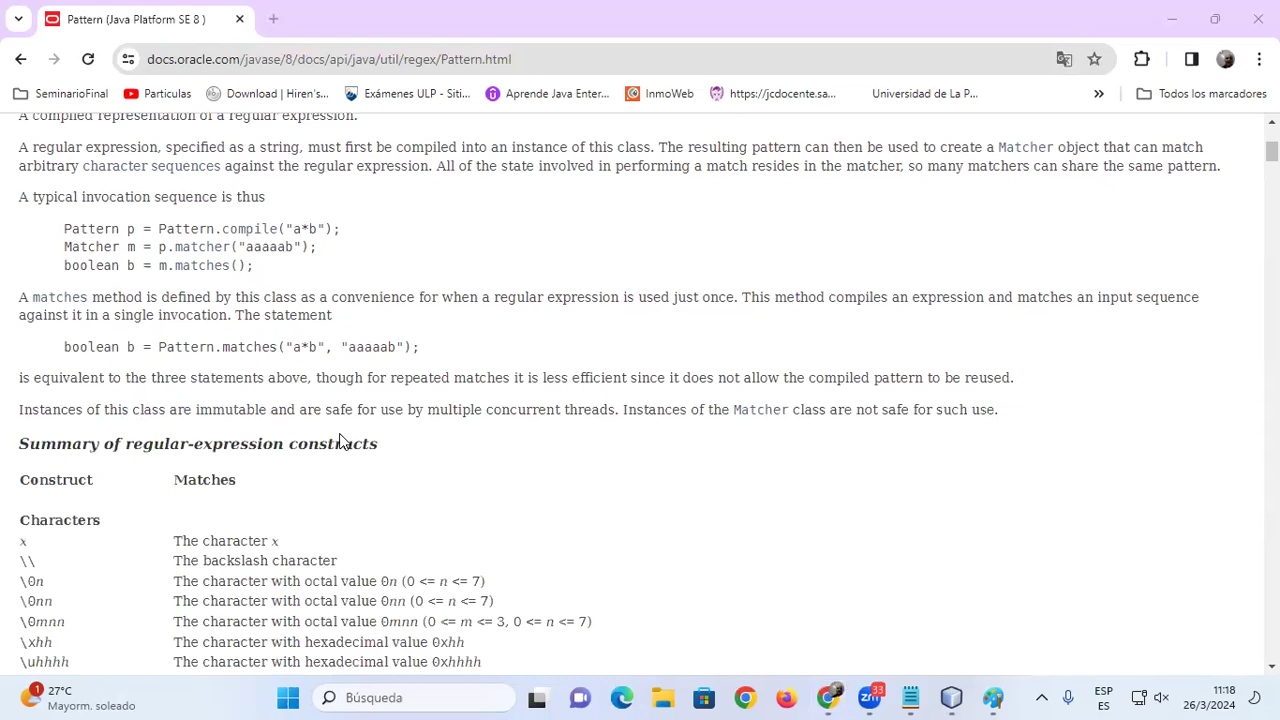 Pattern (Java Platform SE 8 )
docs.oracle.com/javase/8/docs/api/java/util/regex/Pattern.html
SeminarioFinal
Particulas
Download | Hiren's...
Exámenes ULP - Siti...
Aprende Java Enter...
InmoWeb
https://jcdocente.sa...
Universidad de La P...
Todos los marcadores
A compiled representation of a regular expression.
A regular expression, specified as a string, must first be compiled into an instance of this class. The resulting pattern can then be used to create a Matcher object that can match
arbitrary character sequences against the regular expression. All of the state involved in performing a match resides in the matcher, so many matchers can share the same pattern.
A typical invocation sequence is thus
Pattern p = Pattern.compile("a*b");
Matcher m = p.matcher("aaaaab");
boolean b = m.matches();
A matches method is defined by this class as a convenience for when a regular expression is used just once. This method compiles an expression and matches an input sequence
against it in a single invocation. The statement
boolean b = Pattern.matches("a*b", "aaaaab");
is equivalent to the three statements above, though for repeated matches it is less efficient since it does not allow the compiled pattern to be reused.
Instances of this class are immutable and are safe for use by multiple concurrent threads. Instances of the Matcher class are not safe for such use.
Summary of regular-expression constructs
Construct Matches
Characters
x The character x
\\ The backslash character
\0n The character with octal value 0n (0 <= n <= 7)
\0nn The character with octal value 0nn (0 <= n <= 7)
\0mnn The character with octal value 0mnn (0 <= m <= 3, 0 <= n <= 7)
\xhh The character with hexadecimal value 0xhh
\uhhhh The character with hexadecimal value 0xhhhh
1
27°C
Mayorm. soleado
Búsqueda
33
ESP
ES
11:18
26/3/2024